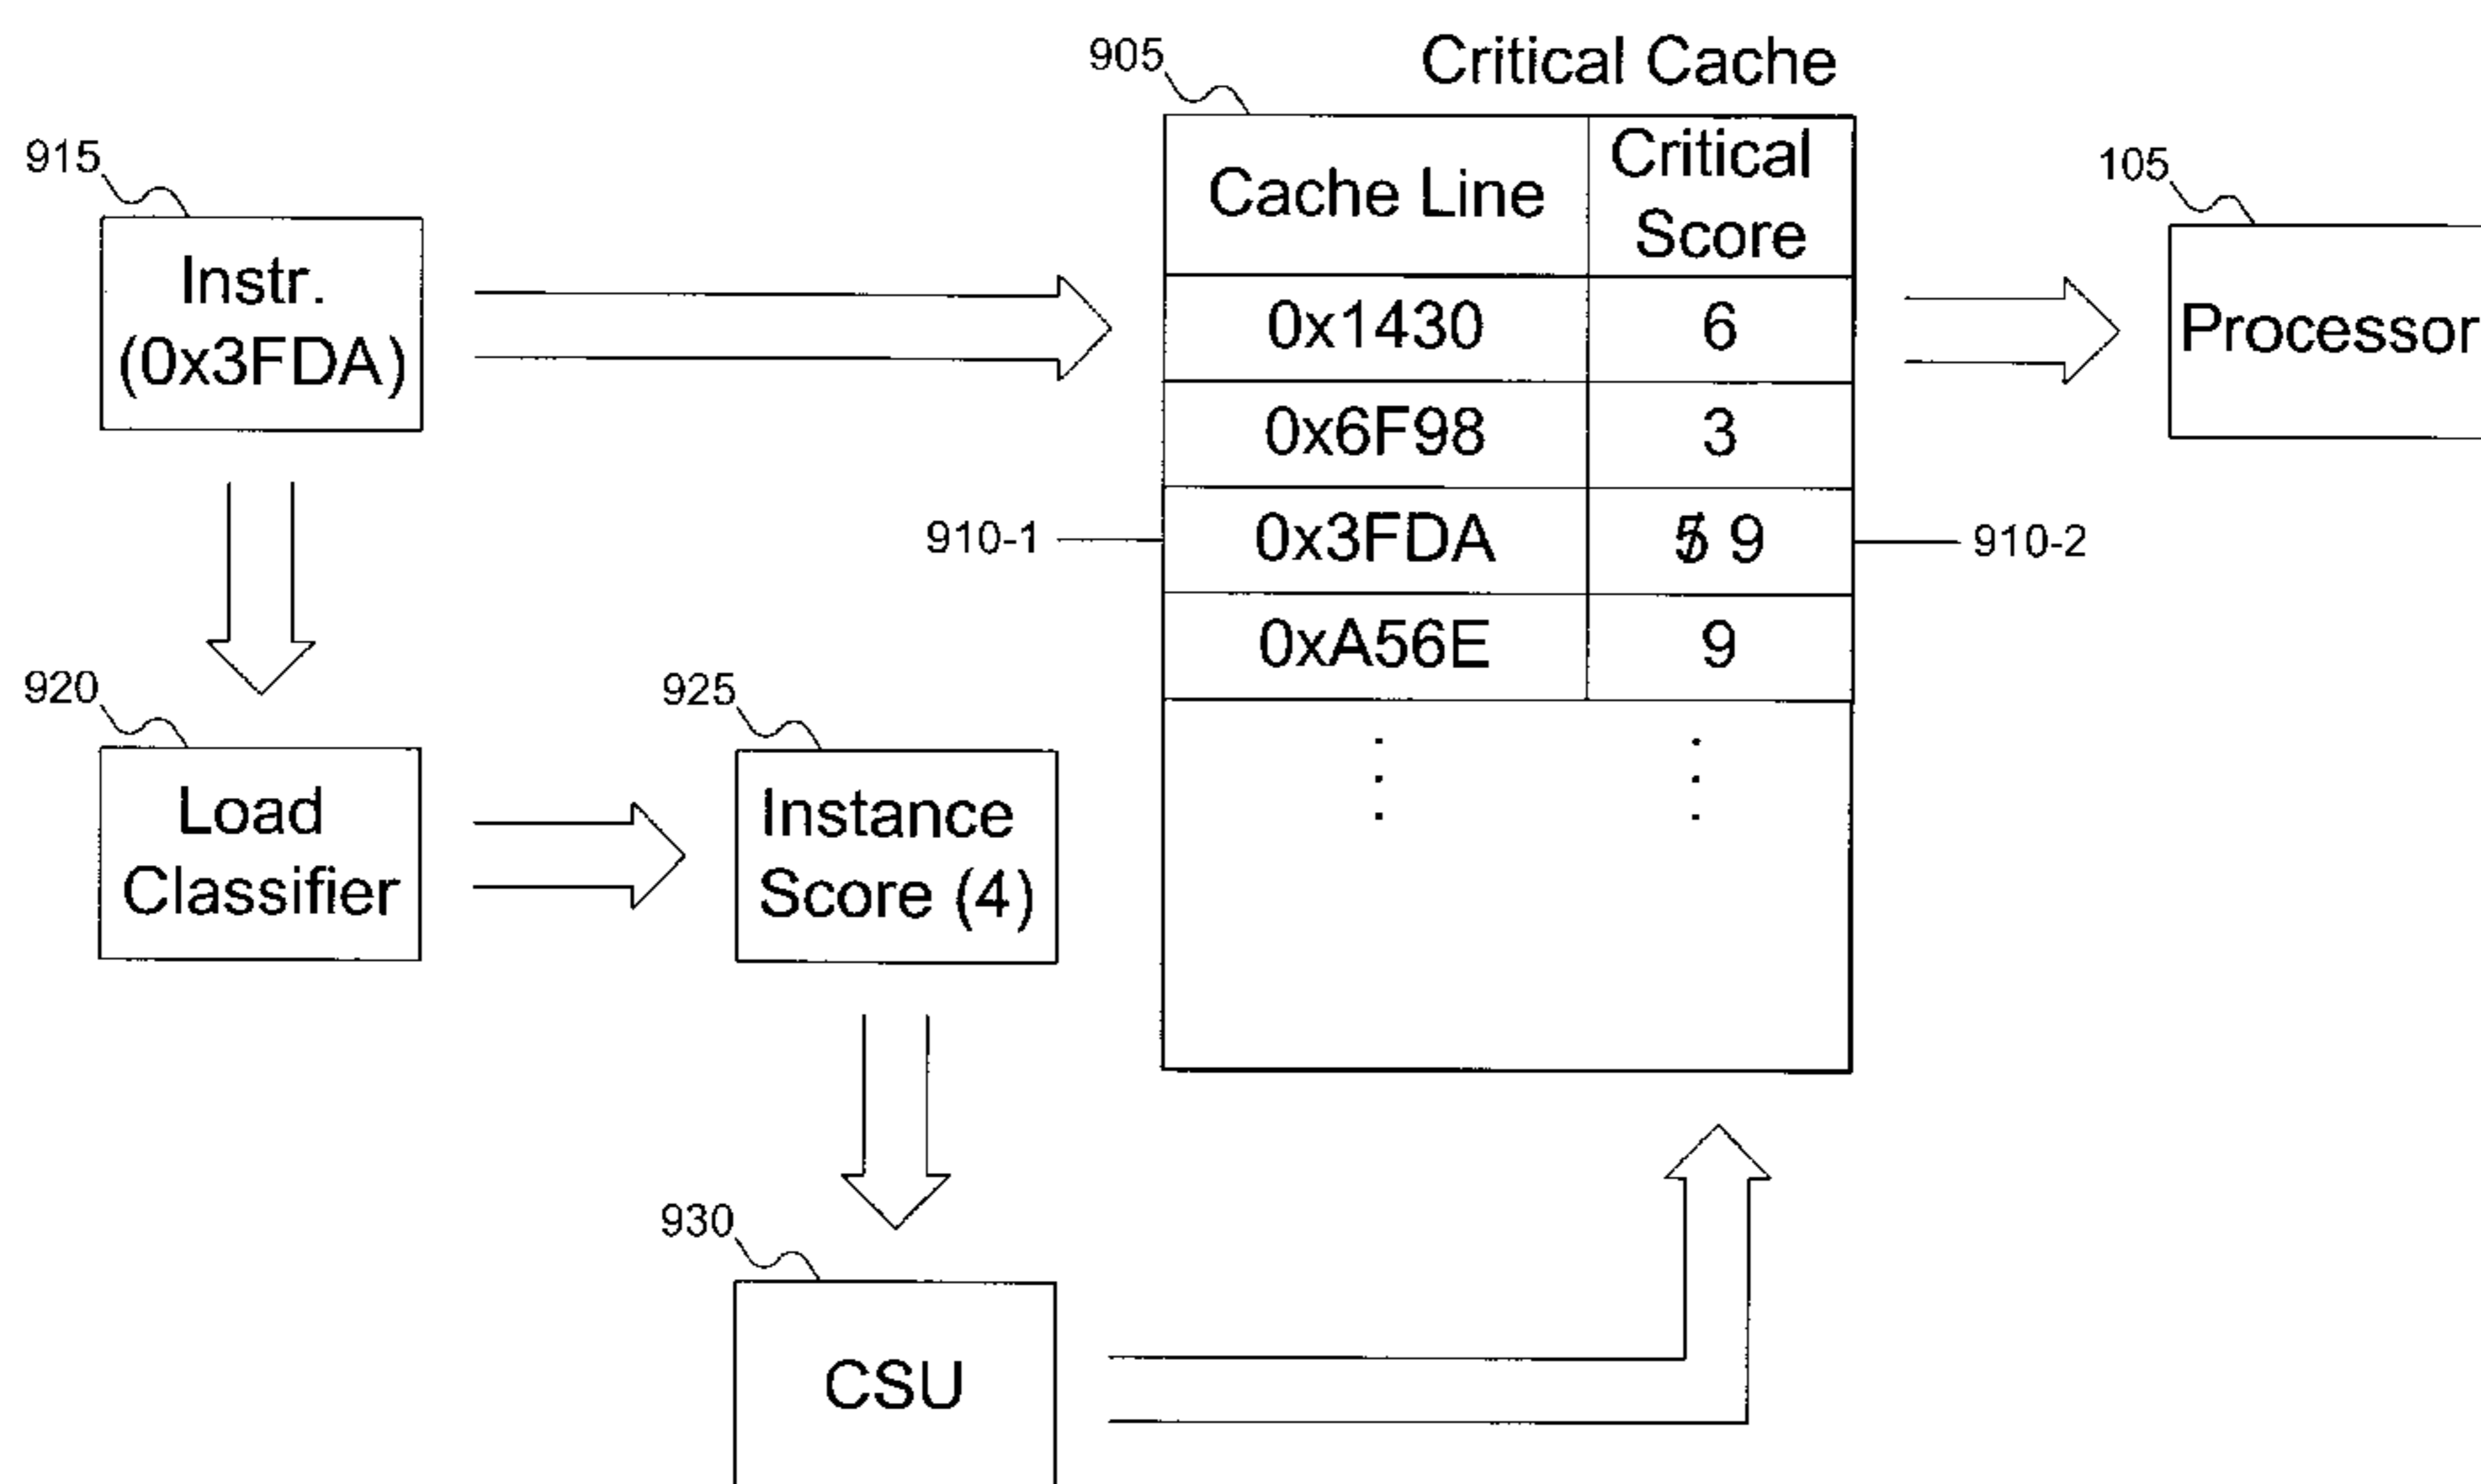 905
Critical Cache
915
Instr.
(0x3FDA)
Cache Line
Critical
Score
0x1430
6
0x6F98
3
910-1
0x3FDA
5 9
910-2
0xA56E
9
105
Processor
920
Load
Classifier
925
Instance
Score (4)
930
CSU